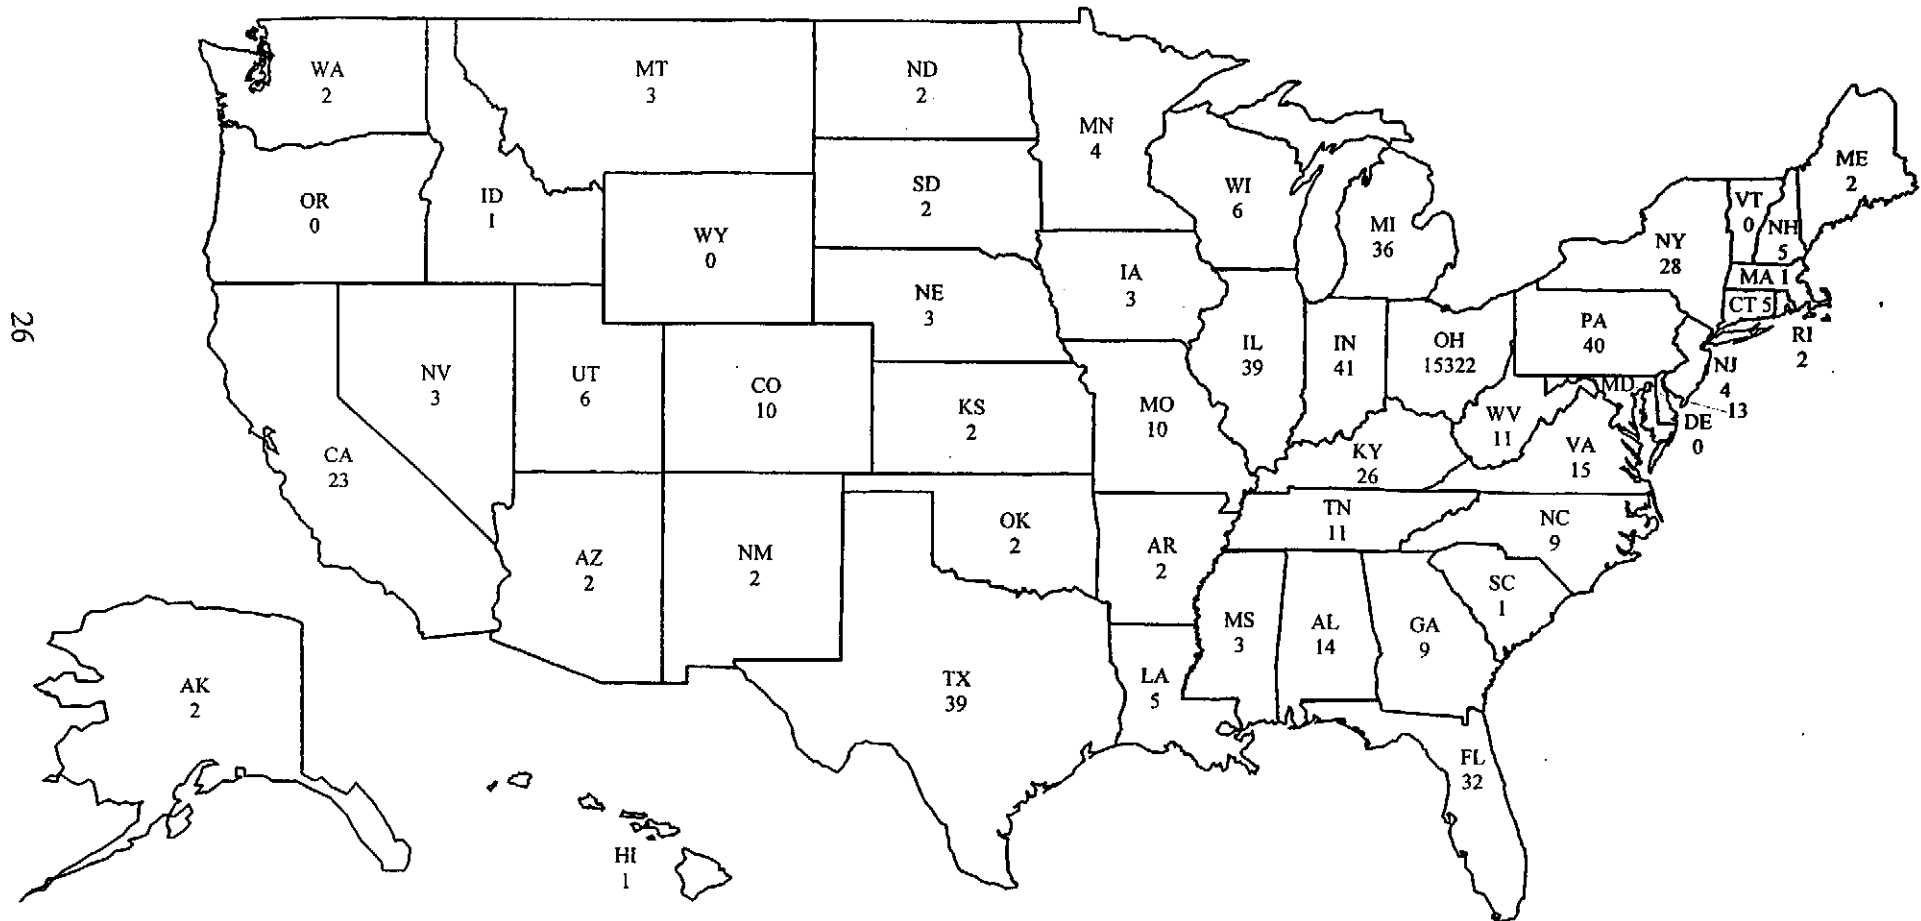 WA
2
MT
3
ND
2
MN
4
OR
0
ID
1
WY
0
SD
2
WI
6
MI
36
NY
28
VT
0
NH
5
ME
2
MA 1
CT 5
RI
2
IA
3
NE
3
26
NV
3
UT
6
CO
10
KS
2
MO
10
IL
39
IN
41
OH
15322
PA
40
NJ
4
MD
13
DE
0
WV
11
VA
15
KY
26
CA
23
AZ
2
NM
2
OK
2
AR
2
TN
11
NC
9
SC
1
MS
3
AL
14
GA
9
TX
39
LA
5
FL
32
AK
2
HI
1